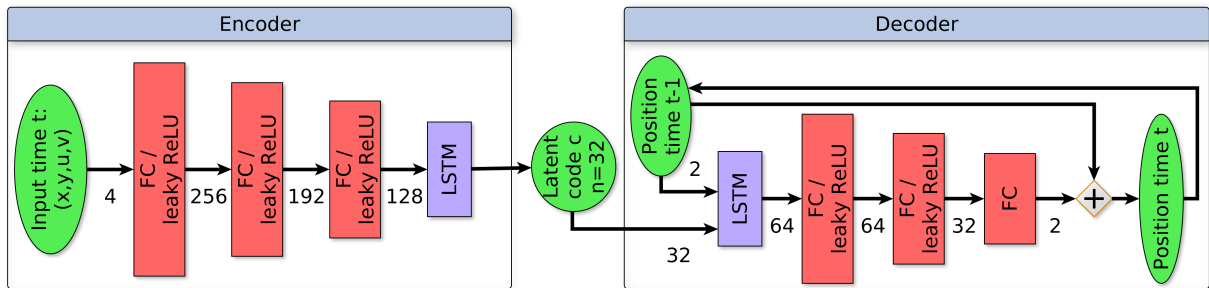 Encoder
Input time t:
(x,y,u,v)
4
FC /
leaky ReLU
256
FC /
leaky ReLU
192
FC /
leaky ReLU
128
LSTM
Latent
code c
n=32
Decoder
Position
time t-1
2
32
LSTM
64
FC /
leaky ReLU
64
FC /
leaky ReLU
32
FC
2
+
Position time t